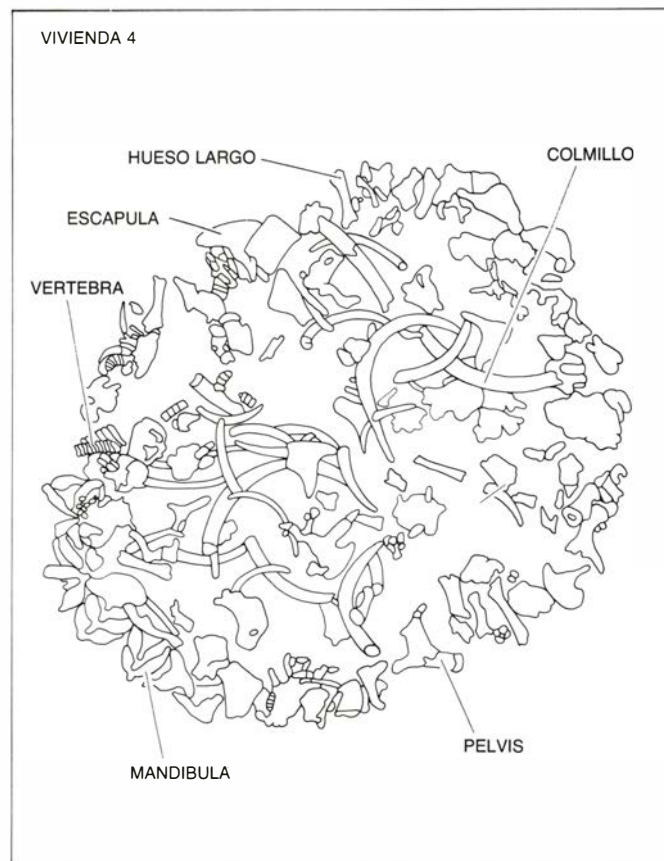 VIVIENDA 4
HUESO LARGO
COLMILLO
ESCAPULA
VERTEBRA
PELVIS
MANDIBULA